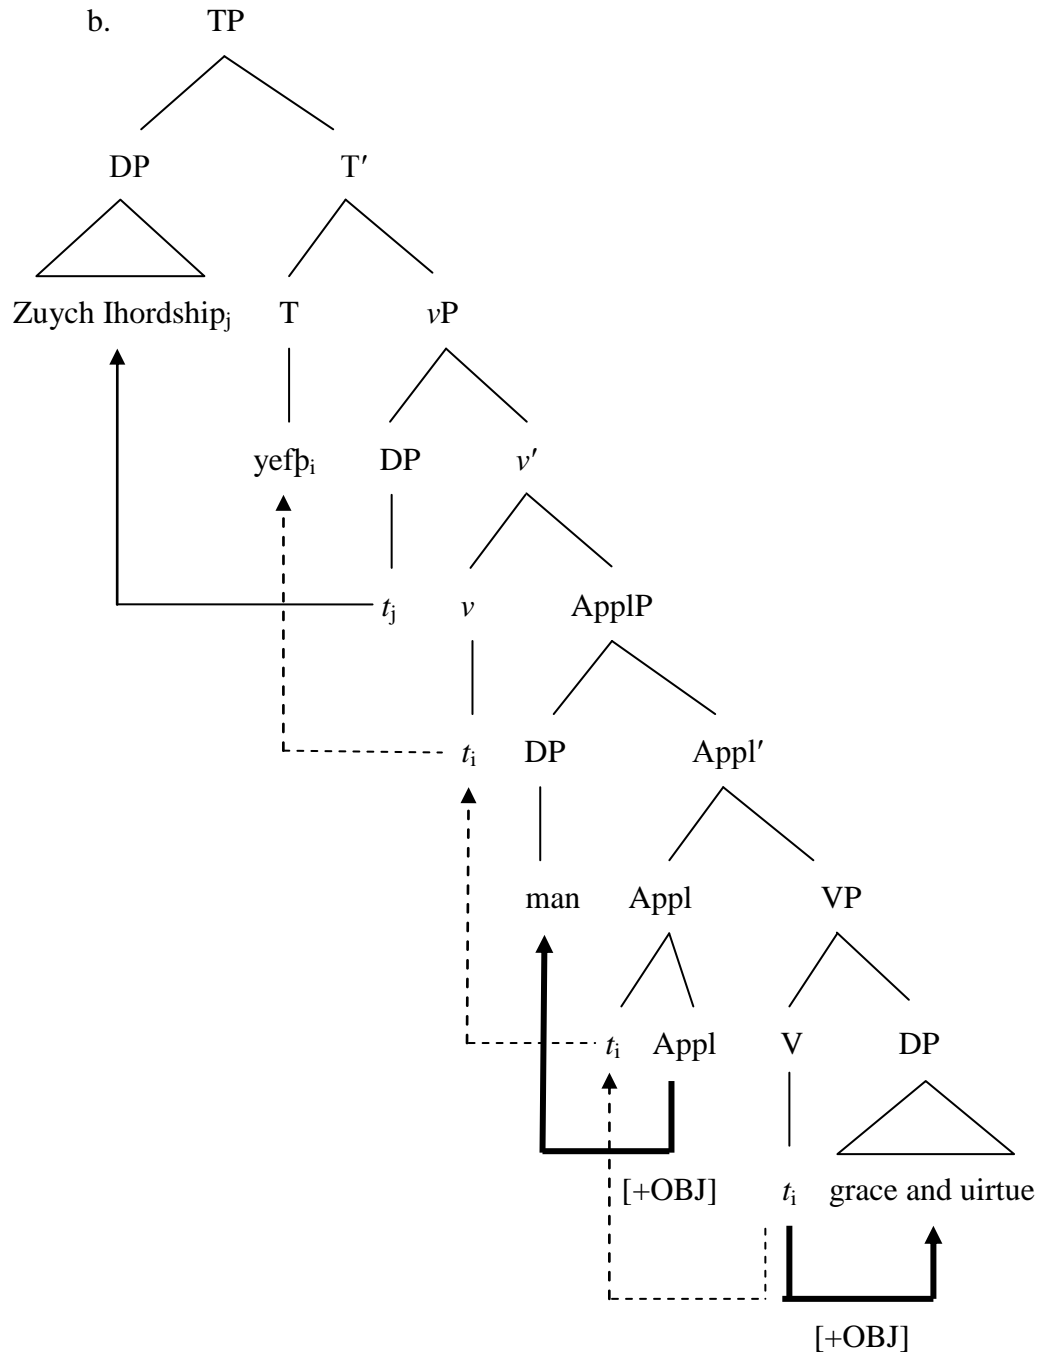 b. TP
DP T′
Zuych Ihordshipj T vP
yefþi DP v′
tj v ApplP
ti DP Appl′
man Appl VP
ti Appl V DP
[+OBJ] ti grace and uirtue
[+OBJ]